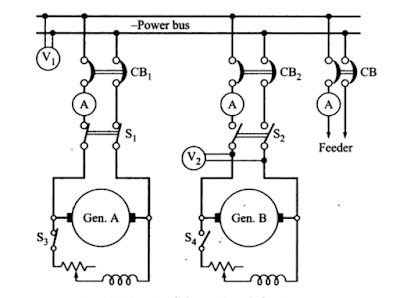 –Power bus
V1
CB1
CB2
CB
A
A
A
S1
S2
Feeder
V2
Gen. A
Gen. B
S3
S4